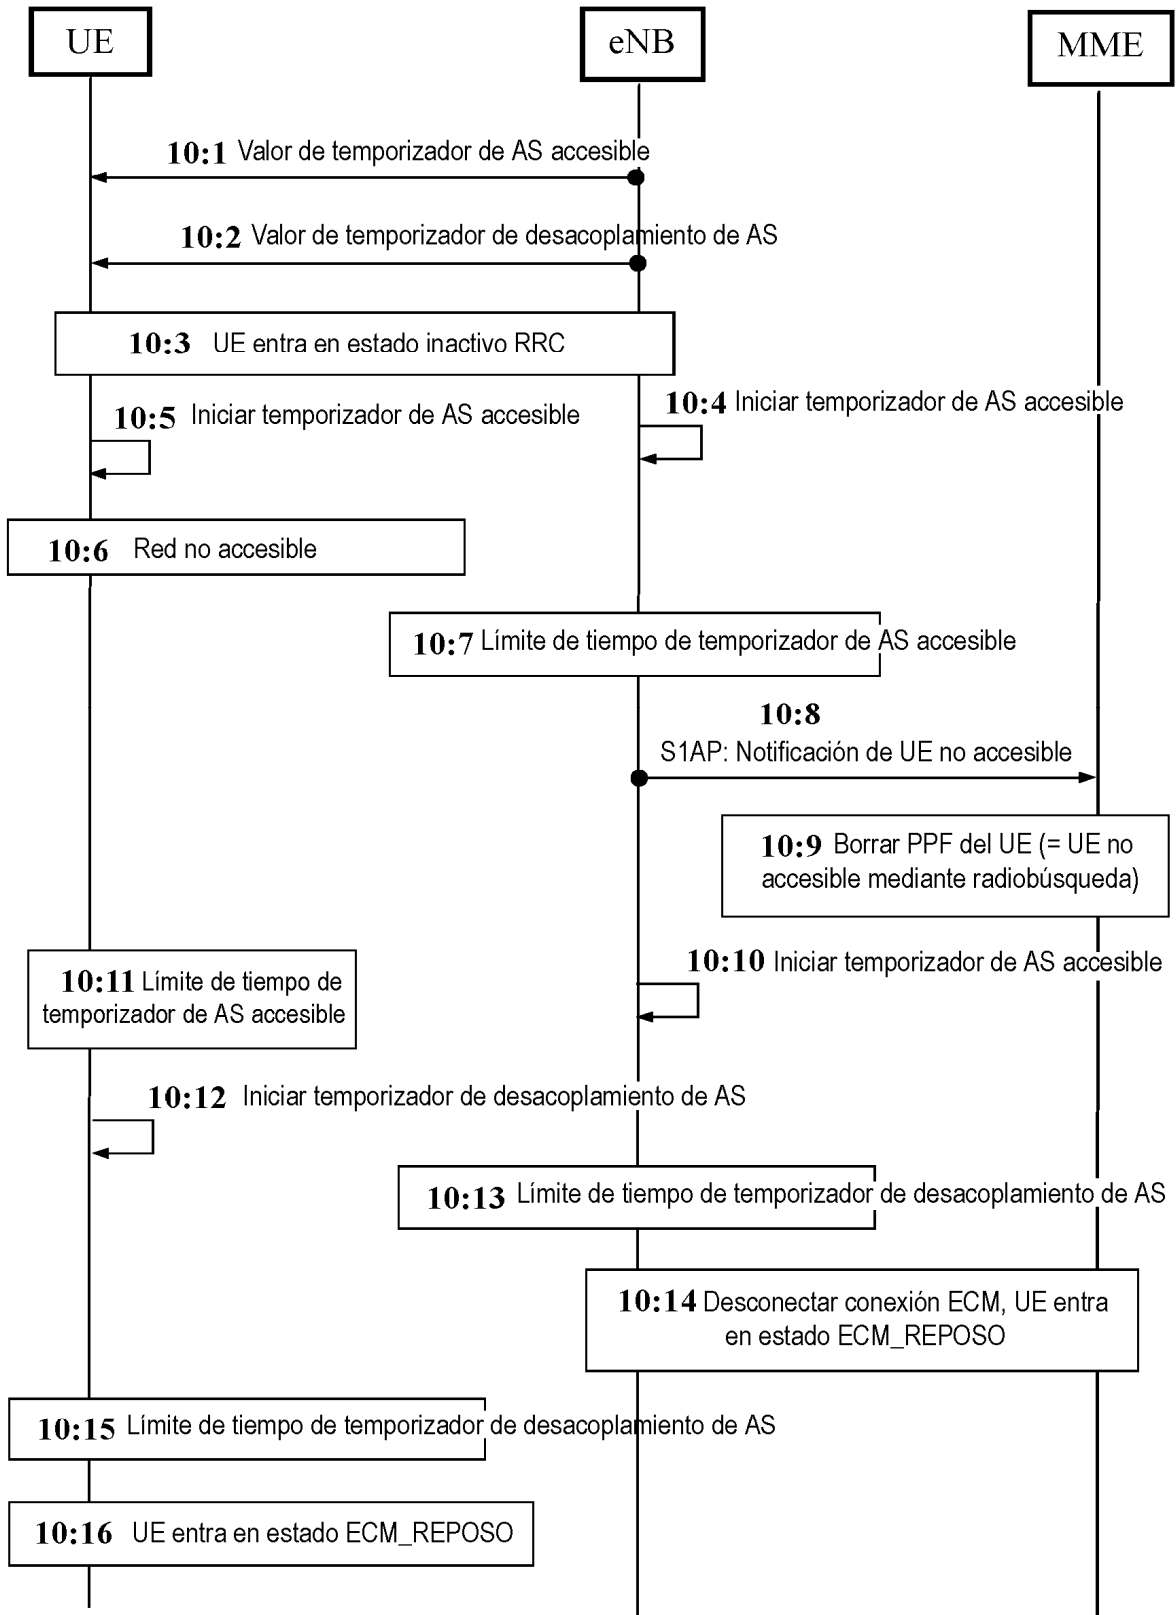 UE
eNB
MME
10:1 Valor de temporizador de AS accesible
10:2 Valor de temporizador de desacoplamiento de AS
10:3 UE entra en estado inactivo RRC
10:4 Iniciar temporizador de AS accesible
10:5 Iniciar temporizador de AS accesible
10:6 Red no accesible
10:7 Límite de tiempo de temporizador de AS accesible
10:8
S1AP: Notificación de UE no accesible
10:9 Borrar PPF del UE (= UE no
accesible mediante radiobúsqueda)
10:10 Iniciar temporizador de AS accesible
10:11 Límite de tiempo de
temporizador de AS accesible
10:12 Iniciar temporizador de desacoplamiento de AS
10:13 Límite de tiempo de temporizador de desacoplamiento de AS
10:14 Desconectar conexión ECM, UE entra
en estado ECM_REPOSO
10:15 Límite de tiempo de temporizador de desacoplamiento de AS
10:16 UE entra en estado ECM_REPOSO